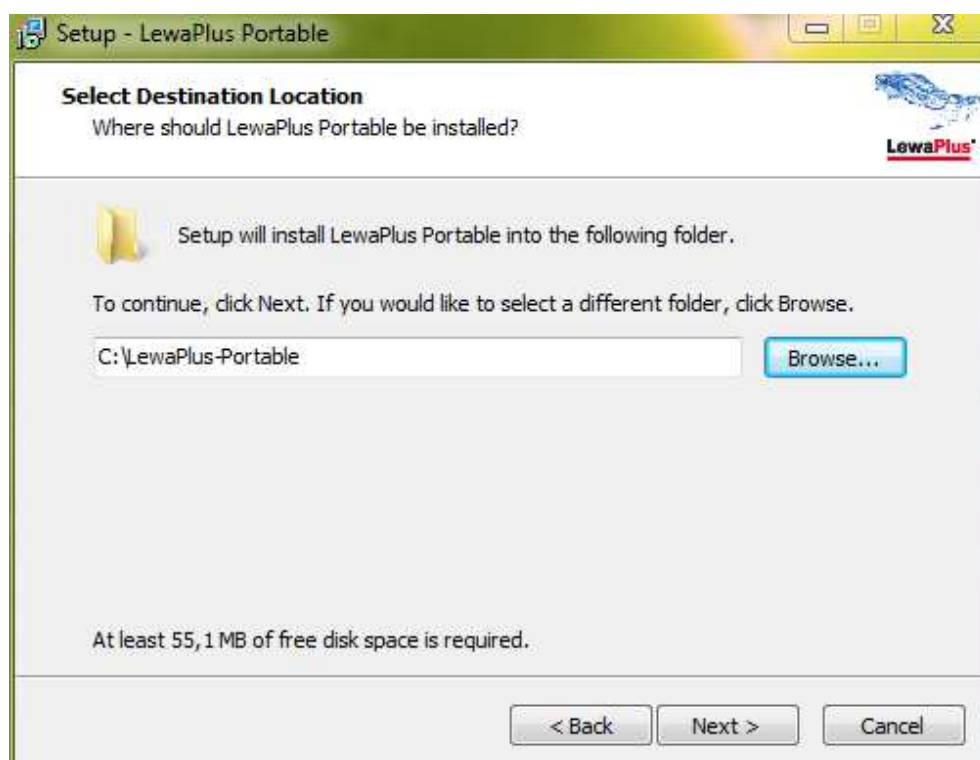 Setup - LewaPlus Portable
Select Destination Location
Where should LewaPlus Portable be installed?
LewaPlus
Setup will install LewaPlus Portable into the following folder.
To continue, click Next. If you would like to select a different folder, click Browse.
C:\LewaPlus-Portable
Browse...
At least 55,1 MB of free disk space is required.
< Back
Next >
Cancel